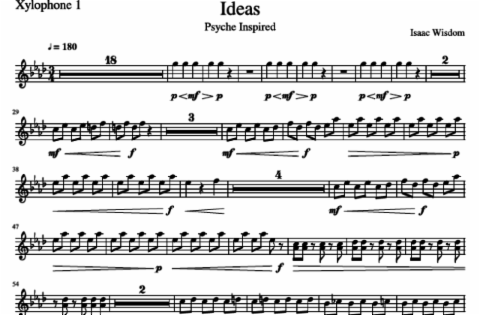 Xylophone 1
Ideas
Psyche Inspired
Isaac Wisdom
♩ = 180
18 2
p mf p p mf p p mf p
29
3
mf f mf f p
38
4
f mf f
47
p f
54
2